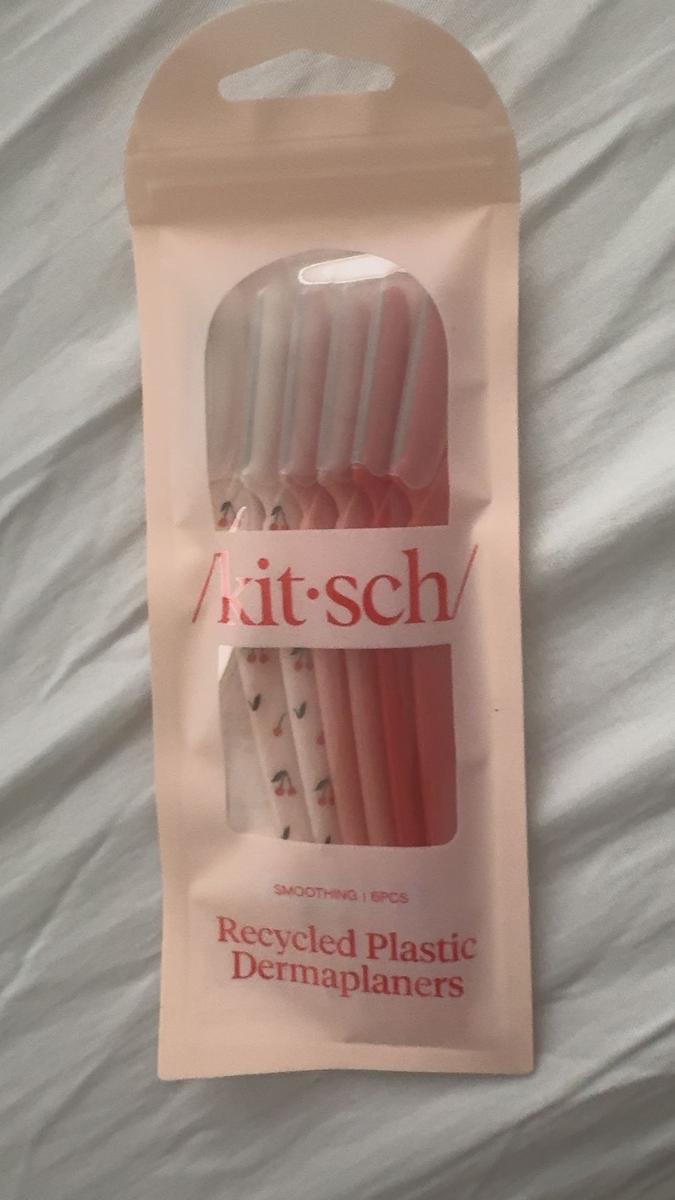 /kit·sch/
SMOOTHING | 6PCS
Recycled Plastic
Dermaplaners